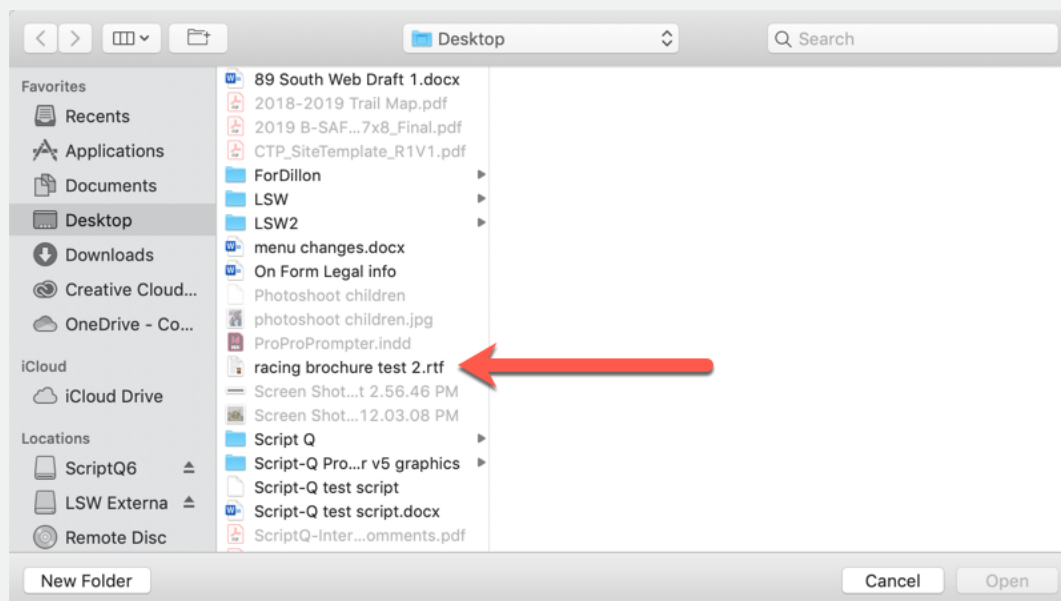 Desktop
Search
Favorites
Recents
Applications
Documents
Desktop
Downloads
Creative Cloud...
OneDrive - Co...
iCloud
iCloud Drive
Locations
ScriptQ6
LSW Externa
Remote Disc
89 South Web Draft 1.docx
2018-2019 Trail Map.pdf
2019 B-SAF...7x8_Final.pdf
CTP_SiteTemplate_R1V1.pdf
ForDillon
LSW
LSW2
menu changes.docx
On Form Legal info
Photoshoot children
photoshoot children.jpg
ProProPrompter.indd
racing brochure test 2.rtf
Screen Shot...t 2.56.46 PM
Screen Shot...12.03.08 PM
Script Q
Script-Q Pro...r v5 graphics
Script-Q test script
Script-Q test script.docx
ScriptQ-Inter...omments.pdf
New Folder
Cancel
Open